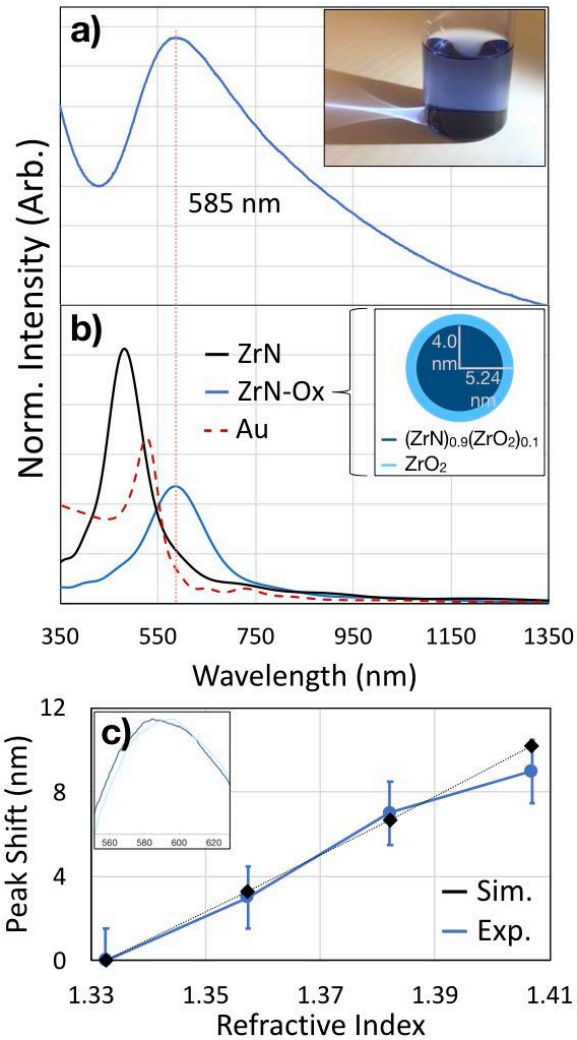 a)
585 nm
Norm. Intensity (Arb.)
b)
ZrN
ZrN-Ox
Au
4.0
nm
5.24
nm
(ZrN)₀.₉(ZrO₂)₀.₁
ZrO₂
350 550 750 950 1150 1350
Wavelength (nm)
c)
560 580 600 620
12
8
4
0
Peak Shift (nm)
Sim.
Exp.
1.33 1.35 1.37 1.39 1.41
Refractive Index